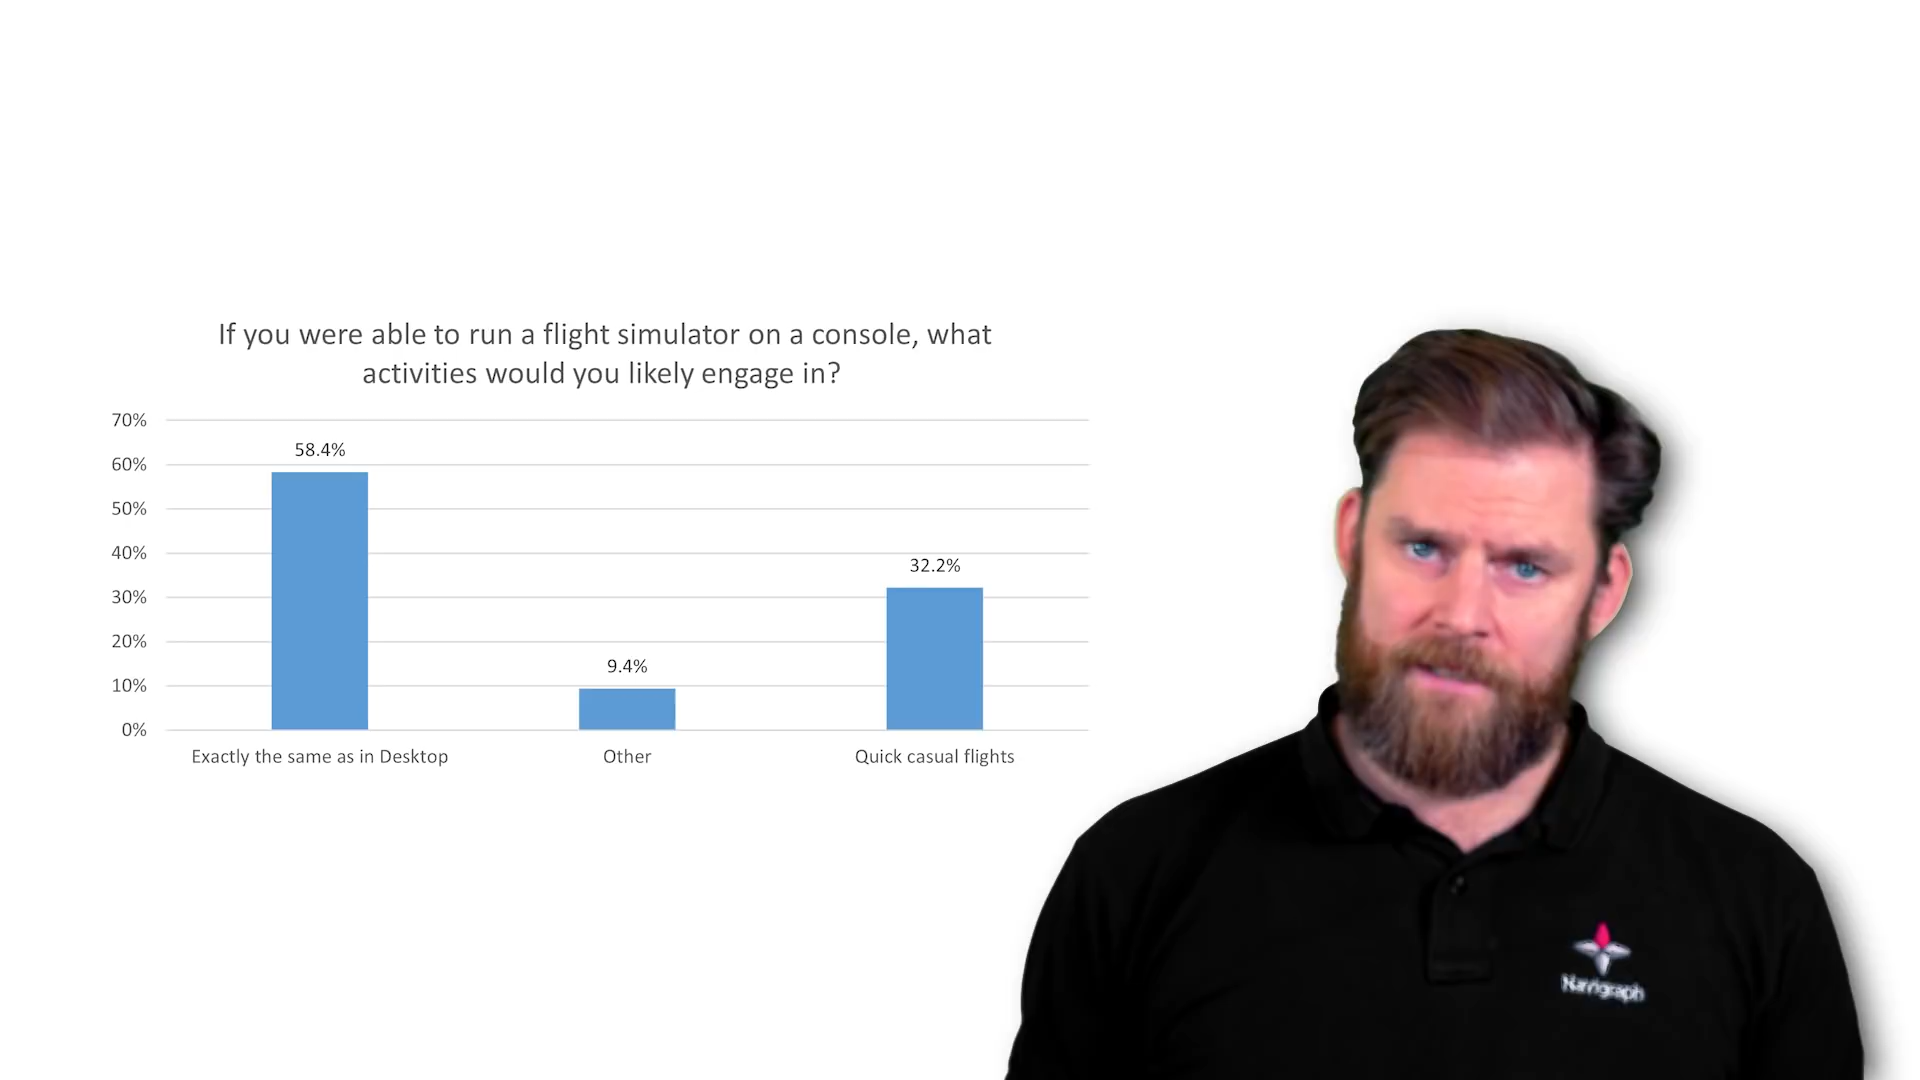 If you were able to run a flight simulator on a console, what
activities would you likely engage in?
70%
60%
50%
40%
30%
20%
10%
0%
58.4%
9.4%
32.2%
Exactly the same as in Desktop
Other
Quick casual flights
Navigraph